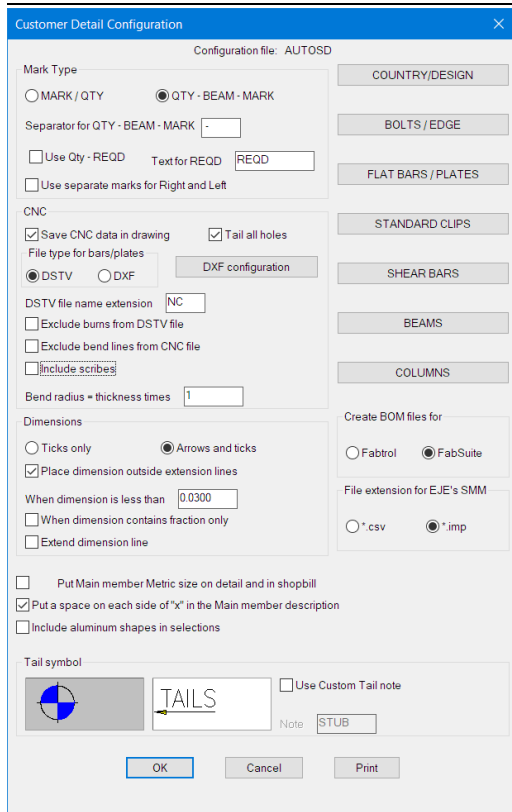 Customer Detail Configuration
Configuration file: AUTOSD
Mark Type
MARK / QTY
QTY - BEAM - MARK
Separator for QTY - BEAM - MARK
-
Use Qty - REQD
Text for REQD
REQD
Use separate marks for Right and Left
CNC
Save CNC data in drawing
Tail all holes
File type for bars/plates
DSTV
DXF
DXF configuration
DSTV file name extension
NC
Exclude burns from DSTV file
Exclude bend lines from CNC file
Include scribes
Bend radius = thickness times
1
Dimensions
Ticks only
Arrows and ticks
Place dimension outside extension lines
When dimension is less than
0.0300
When dimension contains fraction only
Extend dimension line
COUNTRY/DESIGN
BOLTS / EDGE
FLAT BARS / PLATES
STANDARD CLIPS
SHEAR BARS
BEAMS
COLUMNS
Create BOM files for
Fabtrol
FabSuite
File extension for EJE's SMM
*.csv
*.imp
Put Main member Metric size on detail and in shopbill
Put a space on each side of "x" in the Main member description
Include aluminum shapes in selections
Tail symbol
TAILS
Use Custom Tail note
Note
STUB
OK
Cancel
Print